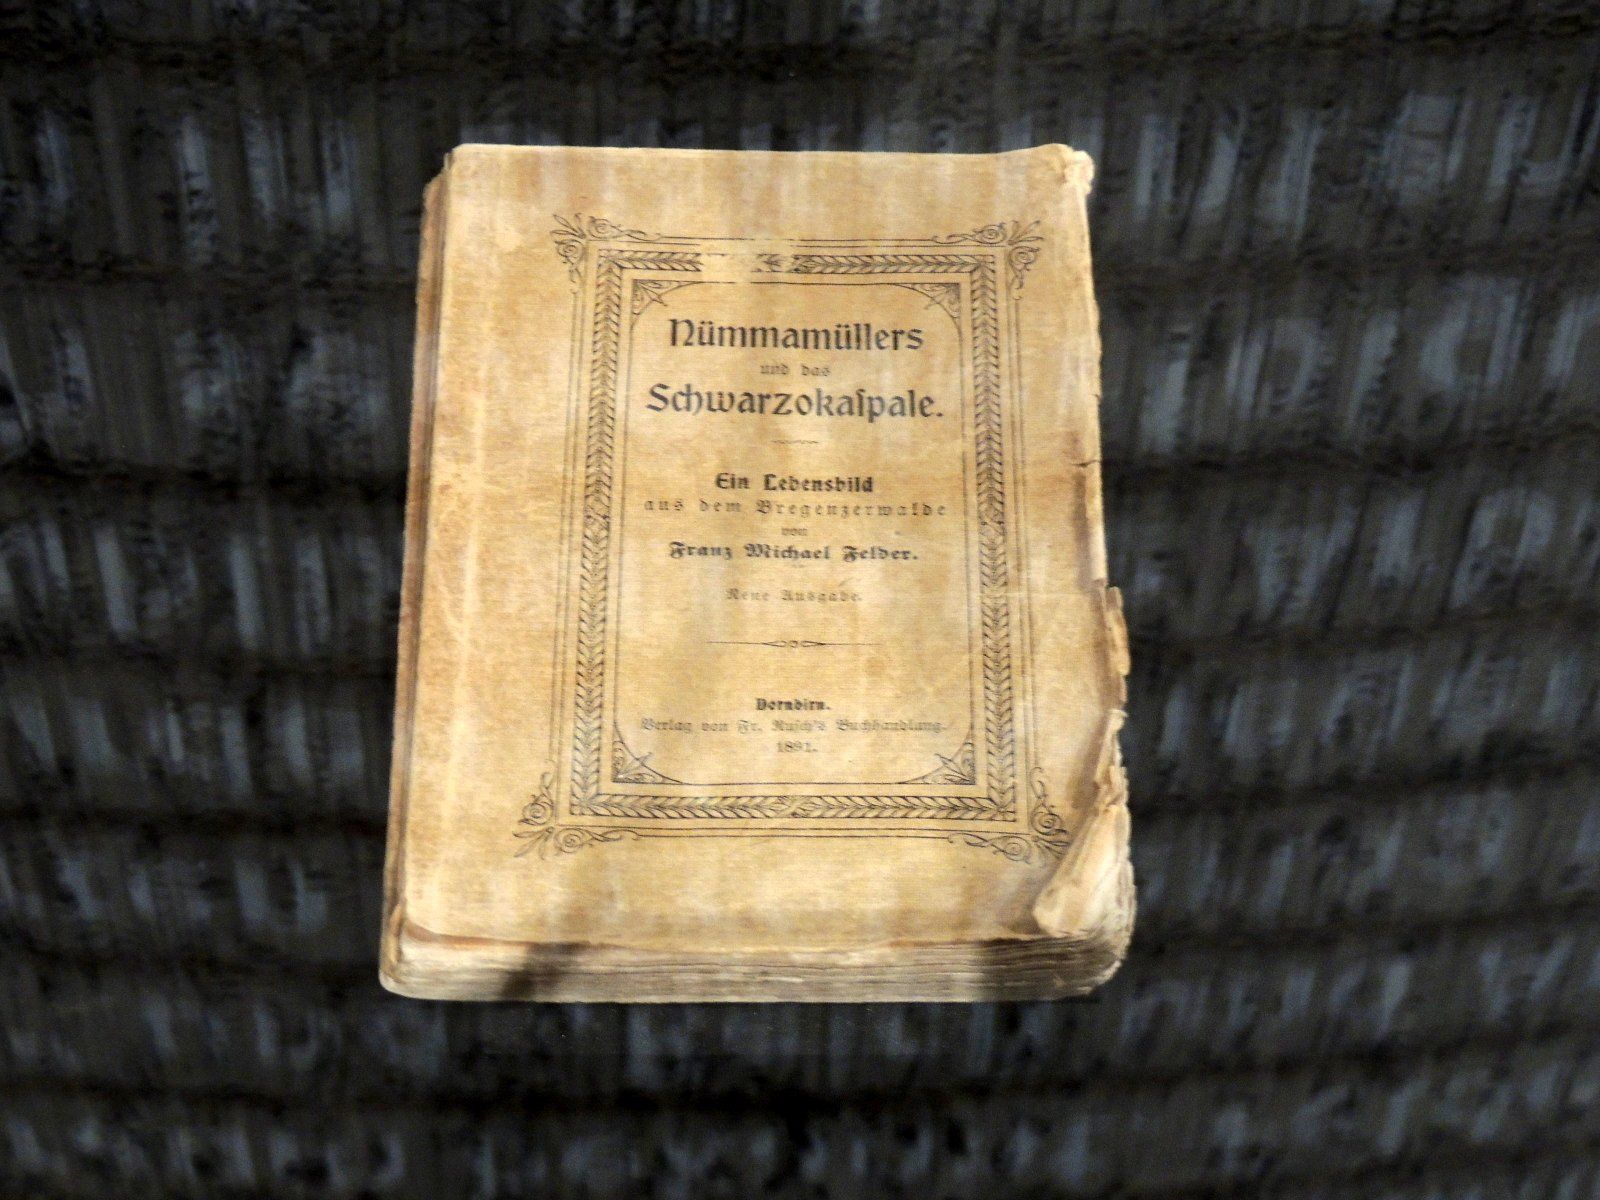 Nümmamüllers
und das
Schwarzokaſpale.
Ein Lebensbild
aus dem Bregenzerwalde
von
Franz Michael Felder.
Neue Ausgabe.
Dornbirn.
Verlag von Fr. Ruſch's Buchhandlung.
1891.